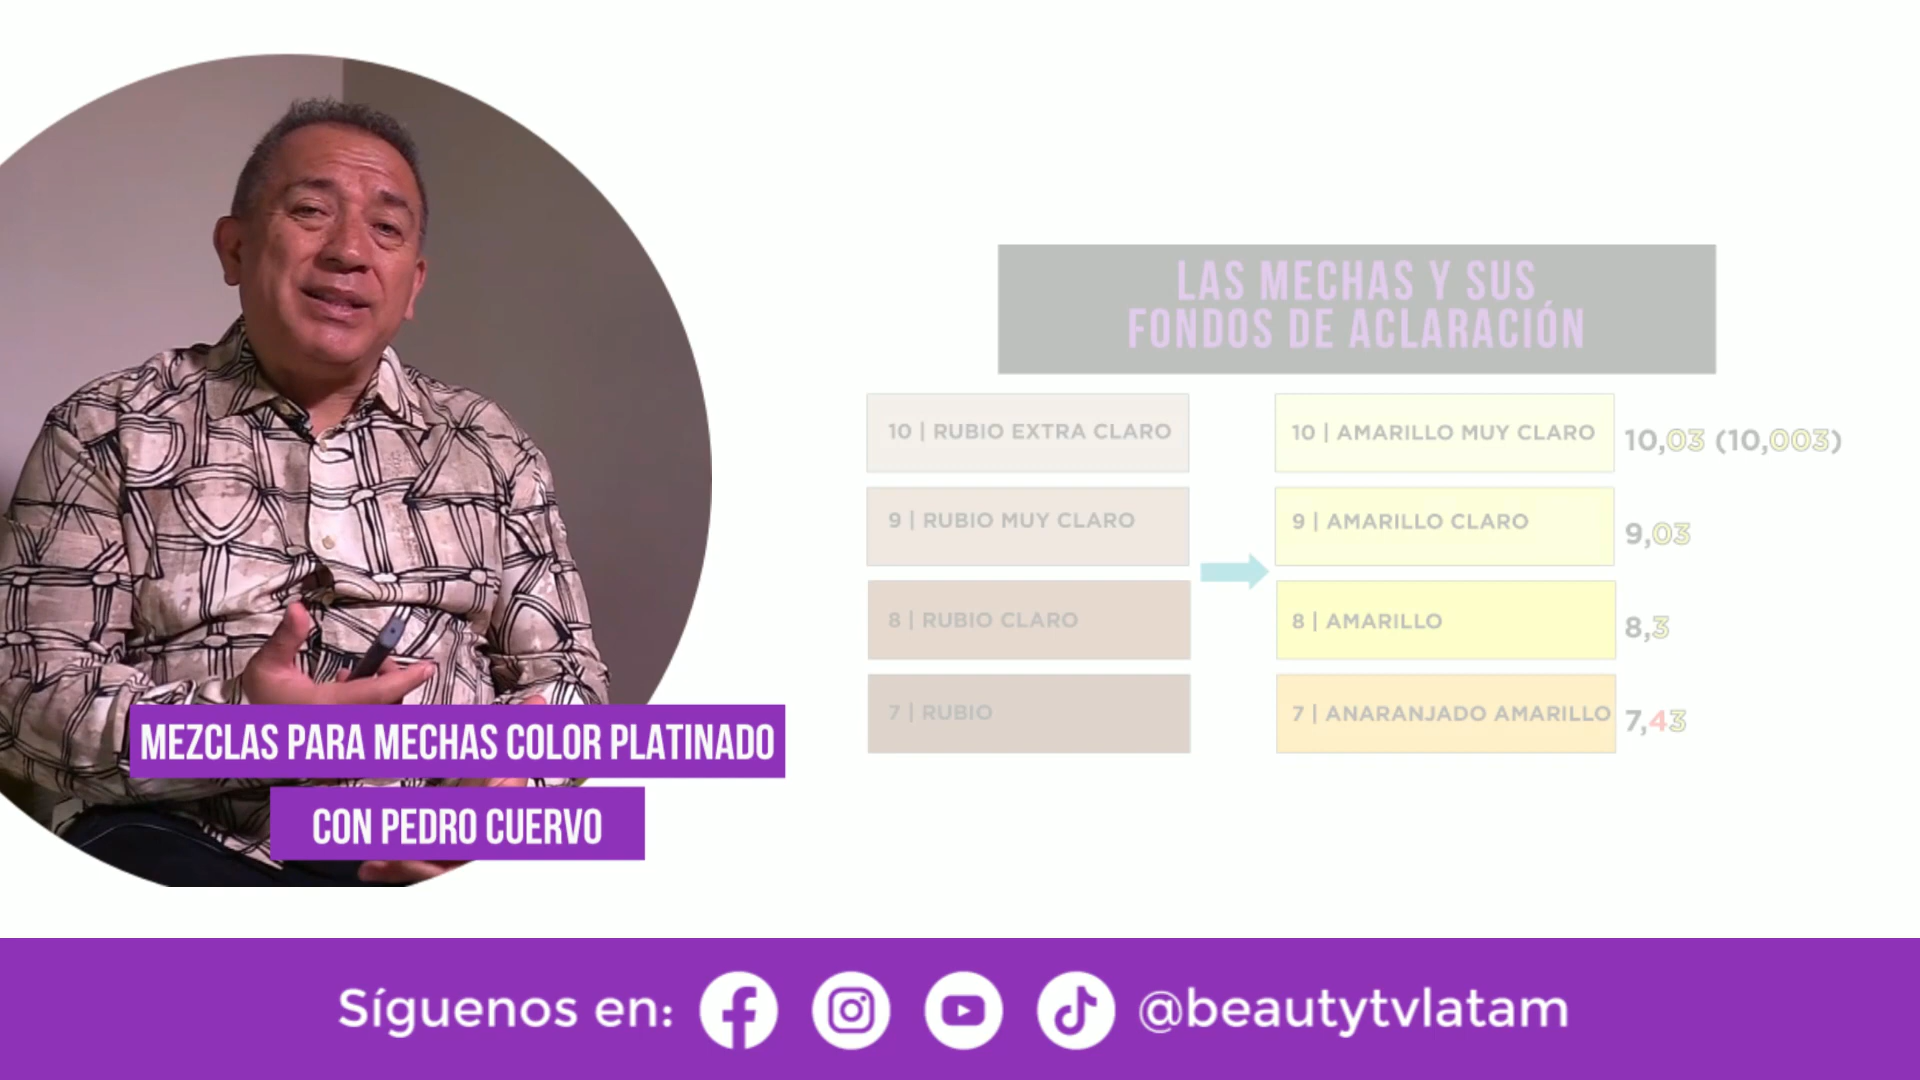 LAS MECHAS Y SUS
FONDOS DE ACLARACIÓN
10 | RUBIO EXTRA CLARO
10 | AMARILLO MUY CLARO
10,03 (10,003)
9 | RUBIO MUY CLARO
9 | AMARILLO CLARO
9,03
8 | RUBIO CLARO
8 | AMARILLO
8,3
7 | RUBIO
7 | ANARANJADO AMARILLO
7,43
MEZCLAS PARA MECHAS COLOR PLATINADO
CON PEDRO CUERVO
Síguenos en:
@beautytvlatam